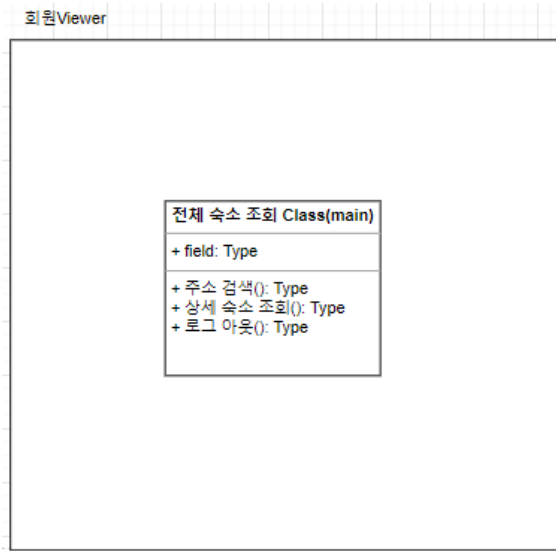 회원Viewer
전체 숙소 조회 Class(main)
+ field: Type
+ 주소 검색(): Type
+ 상세 숙소 조회(): Type
+ 로그 아웃(): Type